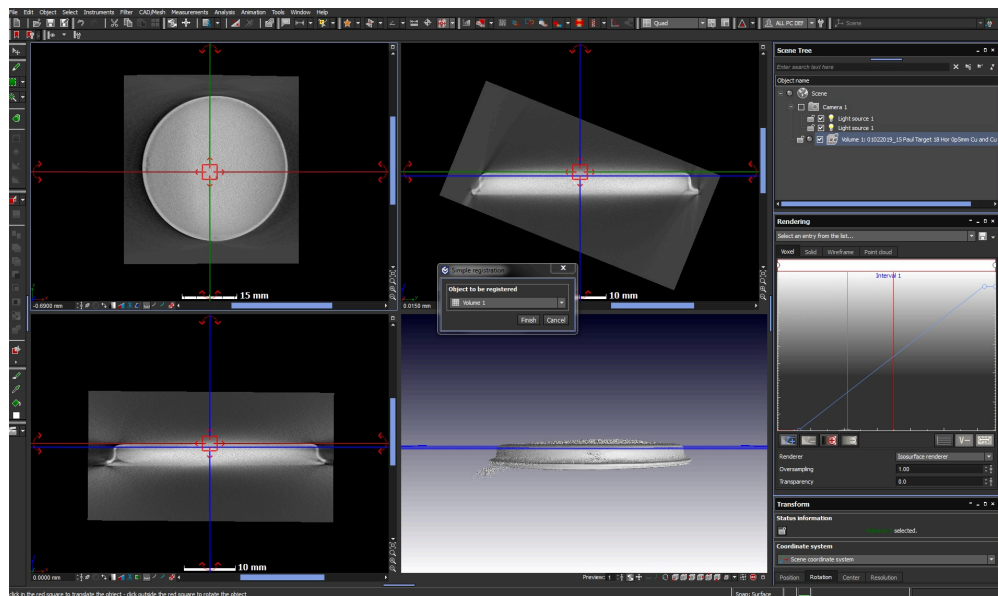 File Edit Object Select Instruments Filter CAD/Mesh Measurements Analysis Animation Tools Window Help
Quad
ALL PC DEF
Scene
Scene Tree
Enter search text here
Object name
Scene
Camera 1
Light source 1
Light source 1
Volume 1: 01022019_15 Paul Target 18 Hor 0p5mm Cu and Cu
15 mm
-0.6900 mm
10 mm
0.0150 mm
Simple registration
Object to be registered
Volume 1
Finish Cancel
Rendering
Select an entry from the list...
Voxel Solid Wireframe Point cloud
Interval 1
Renderer Isosurface renderer
Oversampling 1.00
Transparency 0.0
Transform
Status information
selected.
Coordinate system
Scene coordinate system
Position Rotation Center Resolution
10 mm
0.0000 mm
Preview: 1
click in the red square to translate the object - click outside the red square to rotate the object
Snap: Surface